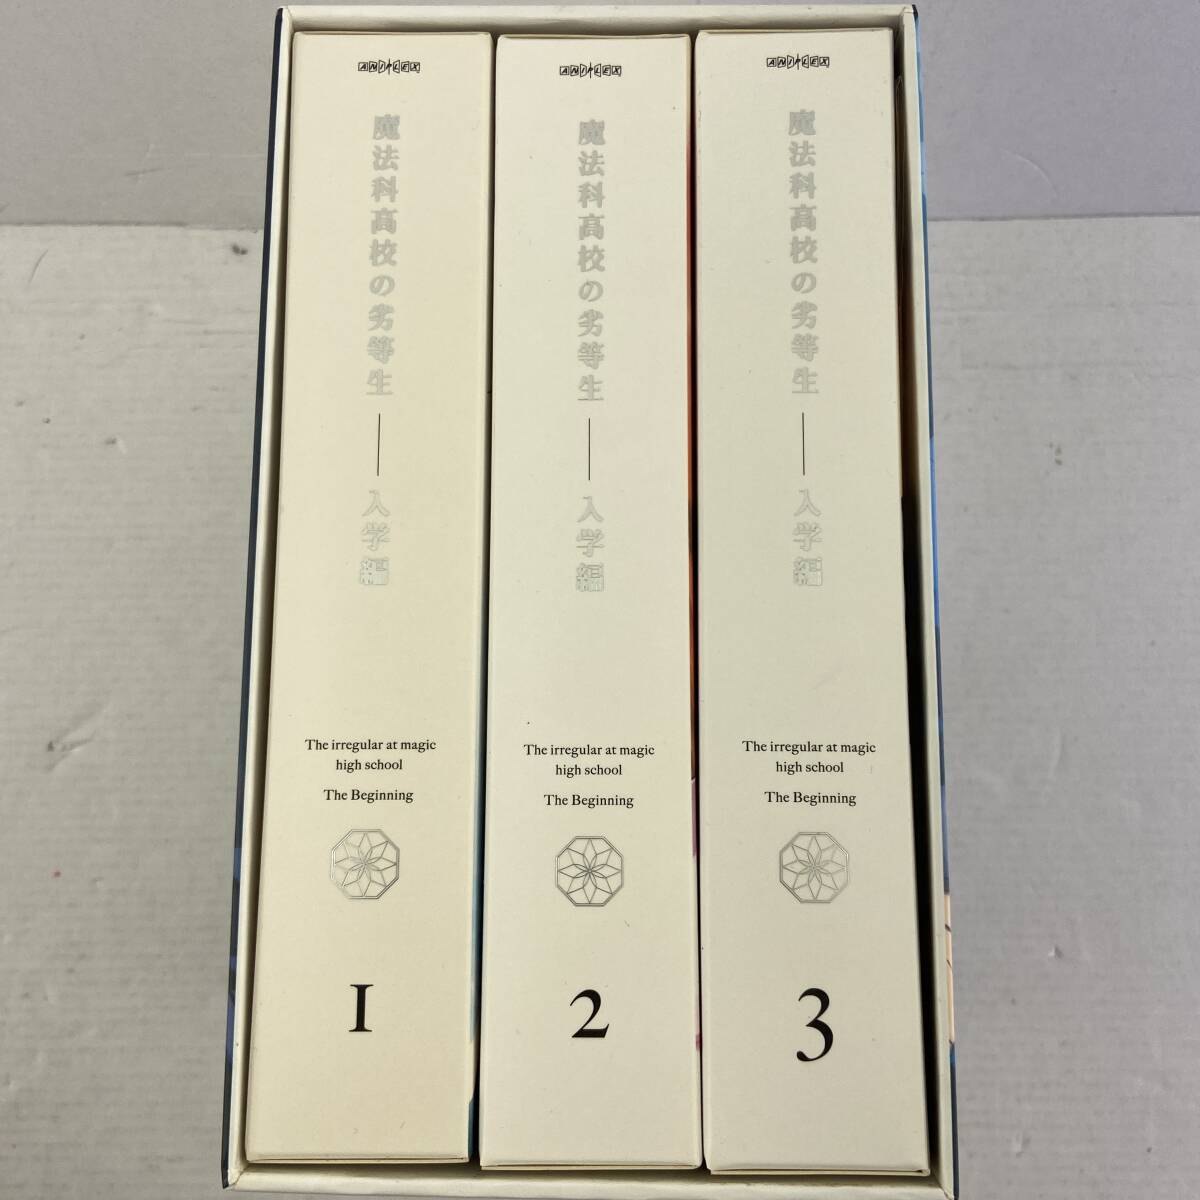 ANIPLEX
魔法科高校の劣等生
入学編
The irregular at magic
high school
The Beginning
1
ANIPLEX
魔法科高校の劣等生
入学編
The irregular at magic
high school
The Beginning
2
ANIPLEX
魔法科高校の劣等生
入学編
The irregular at magic
high school
The Beginning
3